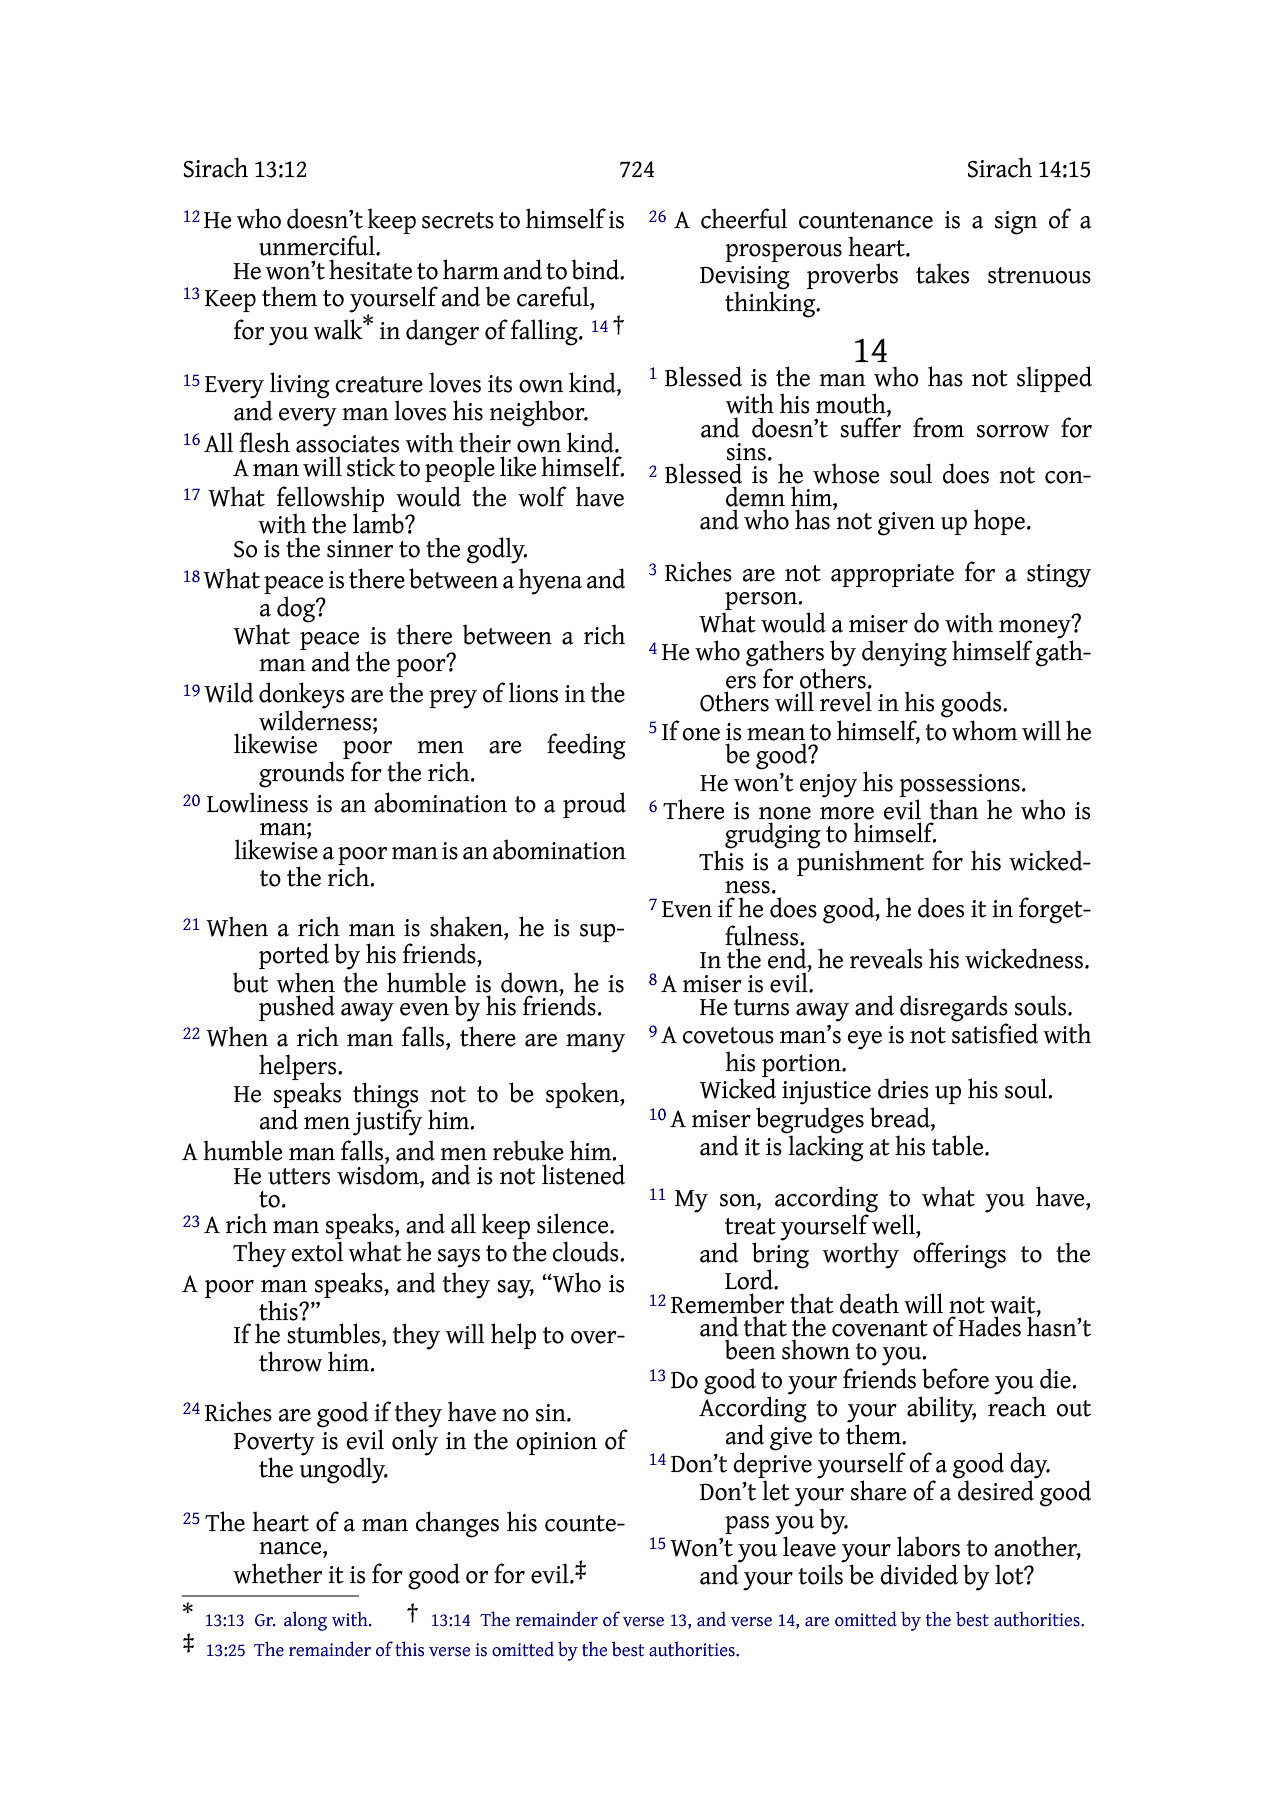 Sirach 13:12 724 Sirach 14:15
12 He who doesn’t keep secrets to himself is
unmerciful.
He won’t hesitate to harm and to bind.
13 Keep them to yourself and be careful,
for you walk* in danger of falling. 14 †
15 Every living creature loves its own kind,
and every man loves his neighbor.
16 All flesh associates with their own kind.
A man will stick to people like himself.
17 What fellowship would the wolf have
with the lamb?
So is the sinner to the godly.
18 What peace is there between a hyena and
a dog?
What peace is there between a rich
man and the poor?
19 Wild donkeys are the prey of lions in the
wilderness;
likewise poor men are feeding
grounds for the rich.
20 Lowliness is an abomination to a proud
man;
likewise a poor man is an abomination
to the rich.
21 When a rich man is shaken, he is sup-
ported by his friends,
but when the humble is down, he is
pushed away even by his friends.
22 When a rich man falls, there are many
helpers.
He speaks things not to be spoken,
and men justify him.
A humble man falls, and men rebuke him.
He utters wisdom, and is not listened
to.
23 A rich man speaks, and all keep silence.
They extol what he says to the clouds.
A poor man speaks, and they say, “Who is
this?”
If he stumbles, they will help to over-
throw him.
24 Riches are good if they have no sin.
Poverty is evil only in the opinion of
the ungodly.
25 The heart of a man changes his counte-
nance,
whether it is for good or for evil.‡
26 A cheerful countenance is a sign of a
prosperous heart.
Devising proverbs takes strenuous
thinking.
14
1 Blessed is the man who has not slipped
with his mouth,
and doesn’t suffer from sorrow for
sins.
2 Blessed is he whose soul does not con-
demn him,
and who has not given up hope.
3 Riches are not appropriate for a stingy
person.
What would a miser do with money?
4 He who gathers by denying himself gath-
ers for others.
Others will revel in his goods.
5 If one is mean to himself, to whom will he
be good?
He won’t enjoy his possessions.
6 There is none more evil than he who is
grudging to himself.
This is a punishment for his wicked-
ness.
7 Even if he does good, he does it in forget-
fulness.
In the end, he reveals his wickedness.
8 A miser is evil.
He turns away and disregards souls.
9 A covetous man’s eye is not satisfied with
his portion.
Wicked injustice dries up his soul.
10 A miser begrudges bread,
and it is lacking at his table.
11 My son, according to what you have,
treat yourself well,
and bring worthy offerings to the
Lord.
12 Remember that death will not wait,
and that the covenant of Hades hasn’t
been shown to you.
13 Do good to your friends before you die.
According to your ability, reach out
and give to them.
14 Don’t deprive yourself of a good day.
Don’t let your share of a desired good
pass you by.
15 Won’t you leave your labors to another,
and your toils be divided by lot?
* 13:13 Gr. along with. † 13:14 The remainder of verse 13, and verse 14, are omitted by the best authorities.
‡ 13:25 The remainder of this verse is omitted by the best authorities.